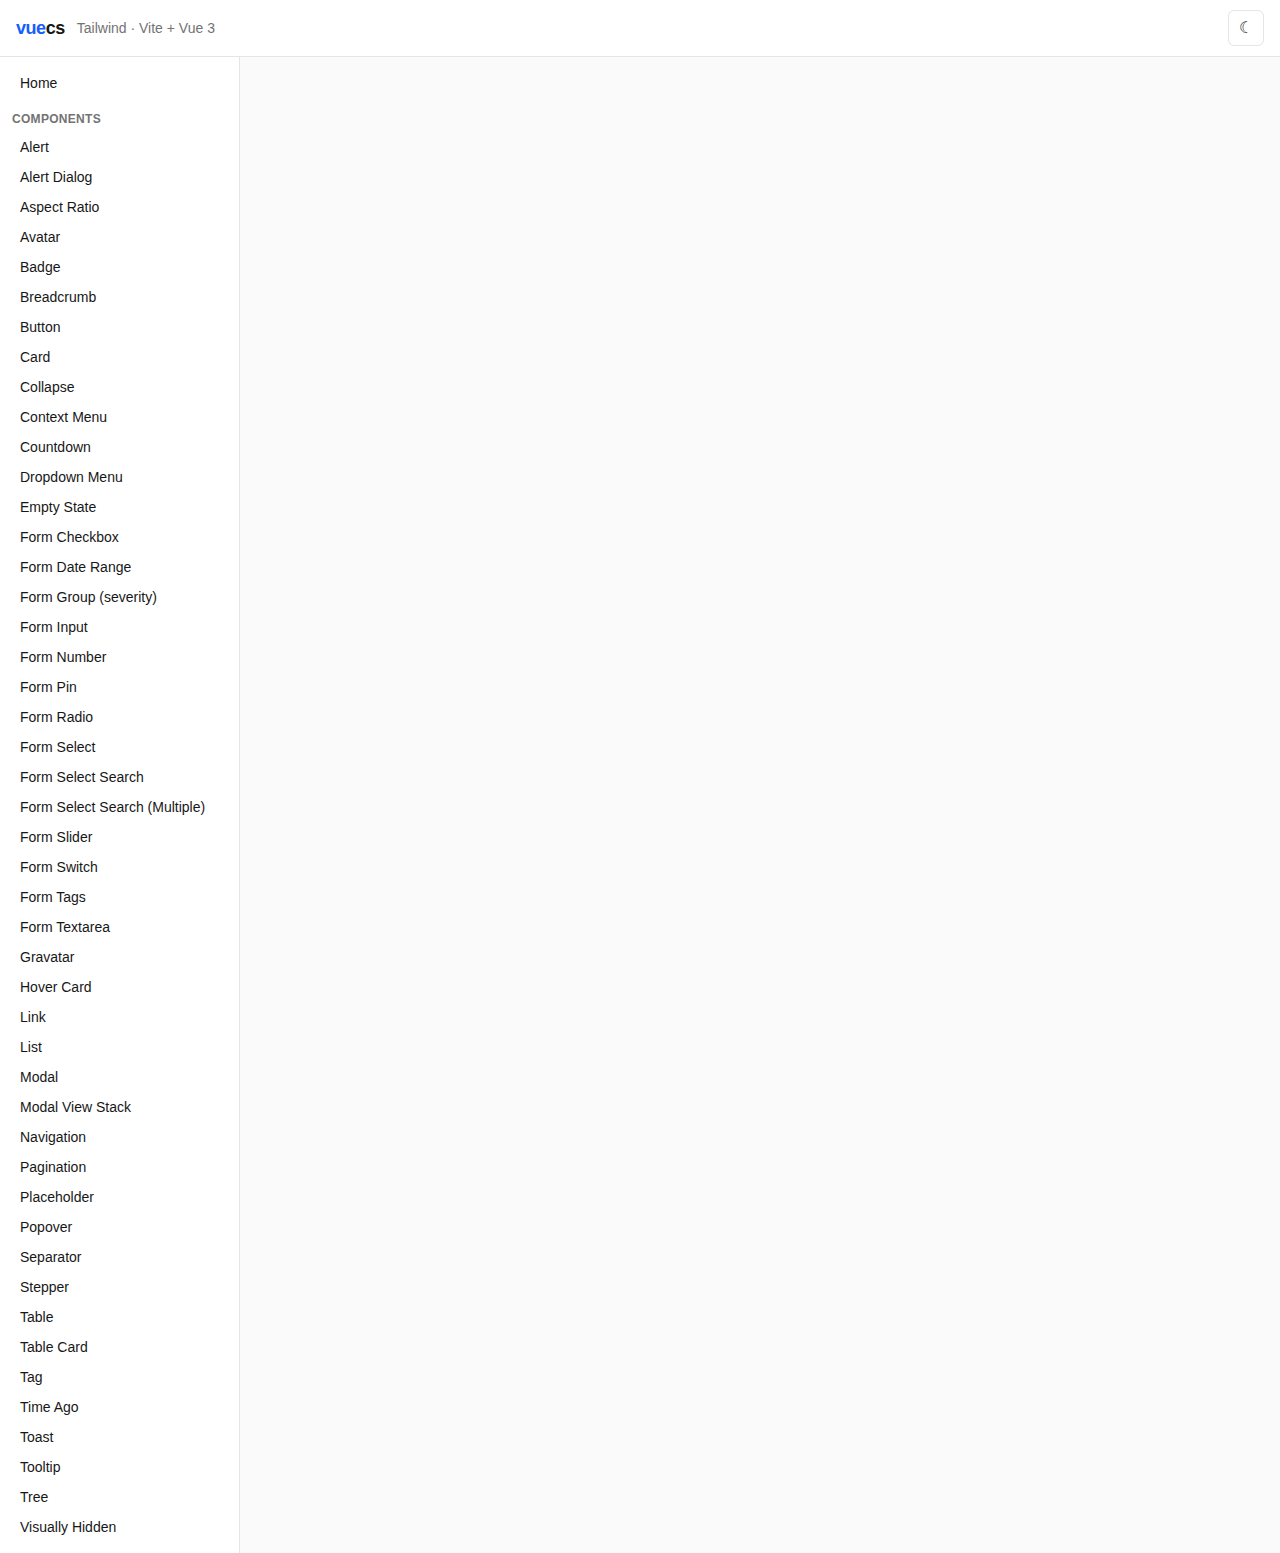 vuecs Tailwind · Vite + Vue 3
Home
COMPONENTS
Alert
Alert Dialog
Aspect Ratio
Avatar
Badge
Breadcrumb
Button
Card
Collapse
Context Menu
Countdown
Dropdown Menu
Empty State
Form Checkbox
Form Date Range
Form Group (severity)
Form Input
Form Number
Form Pin
Form Radio
Form Select
Form Select Search
Form Select Search (Multiple)
Form Slider
Form Switch
Form Tags
Form Textarea
Gravatar
Hover Card
Link
List
Modal
Modal View Stack
Navigation
Pagination
Placeholder
Popover
Separator
Stepper
Table
Table Card
Tag
Time Ago
Toast
Tooltip
Tree
Visually Hidden